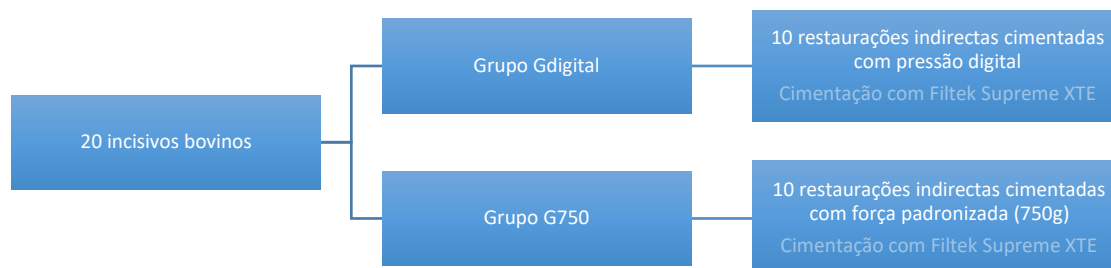 20 incisivos bovinos
Grupo Gdigital
10 restaurações indirectas cimentadas
com pressão digital
Cimentação com Filtek Supreme XTE
Grupo G750
10 restaurações indirectas cimentadas
com força padronizada (750g)
Cimentação com Filtek Supreme XTE